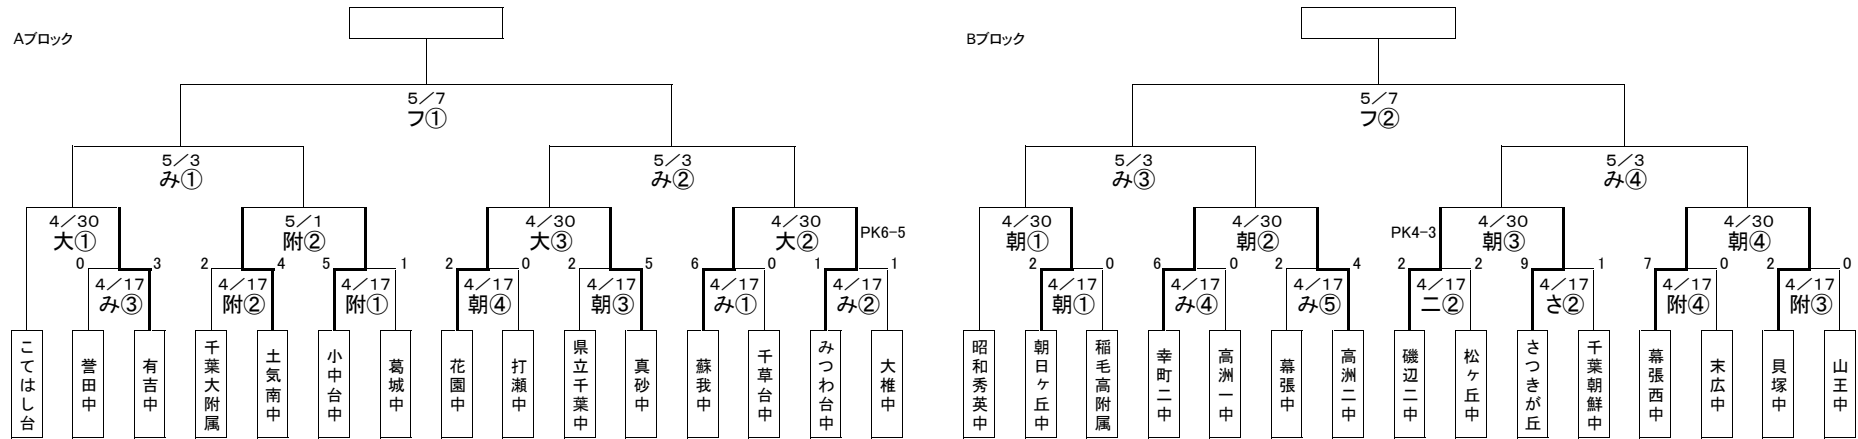 Aブロック
Bブロック
5／7
フ①
5／7
フ②
5／3
み①
5／3
み②
5／3
み③
5／3
み④
4／30
大①
5／1
附②
4／30
大③
4／30
大②
PK6-5
4／30
朝①
4／30
朝②
PK4-3
4／30
朝③
4／30
朝④
0 3 2 4 5 1 2 0 2 5 6 0 1 1
2 0 6 0 2 4 2 2 9 1 7 0 2 0
4／17
み③
4／17
附②
4／17
附①
4／17
朝④
4／17
朝③
4／17
み①
4／17
み②
4／17
朝①
4／17
み④
4／17
み⑤
4／17
ニ②
4／17
さ②
4／17
附④
4／17
附③
こてはし台
誉田中
有吉中
千葉大附属
土気南中
小中台中
葛城中
花園中
打瀬中
県立千葉中
真砂中
蘇我中
千草台中
みつわ台中
大椎中
昭和秀英中
朝日ヶ丘中
稲毛高附属
幸町二中
高洲一中
幕張中
高洲二中
磯辺二中
松ヶ丘中
さつきが丘
千葉朝鮮中
幕張西中
末広中
貝塚中
山王中